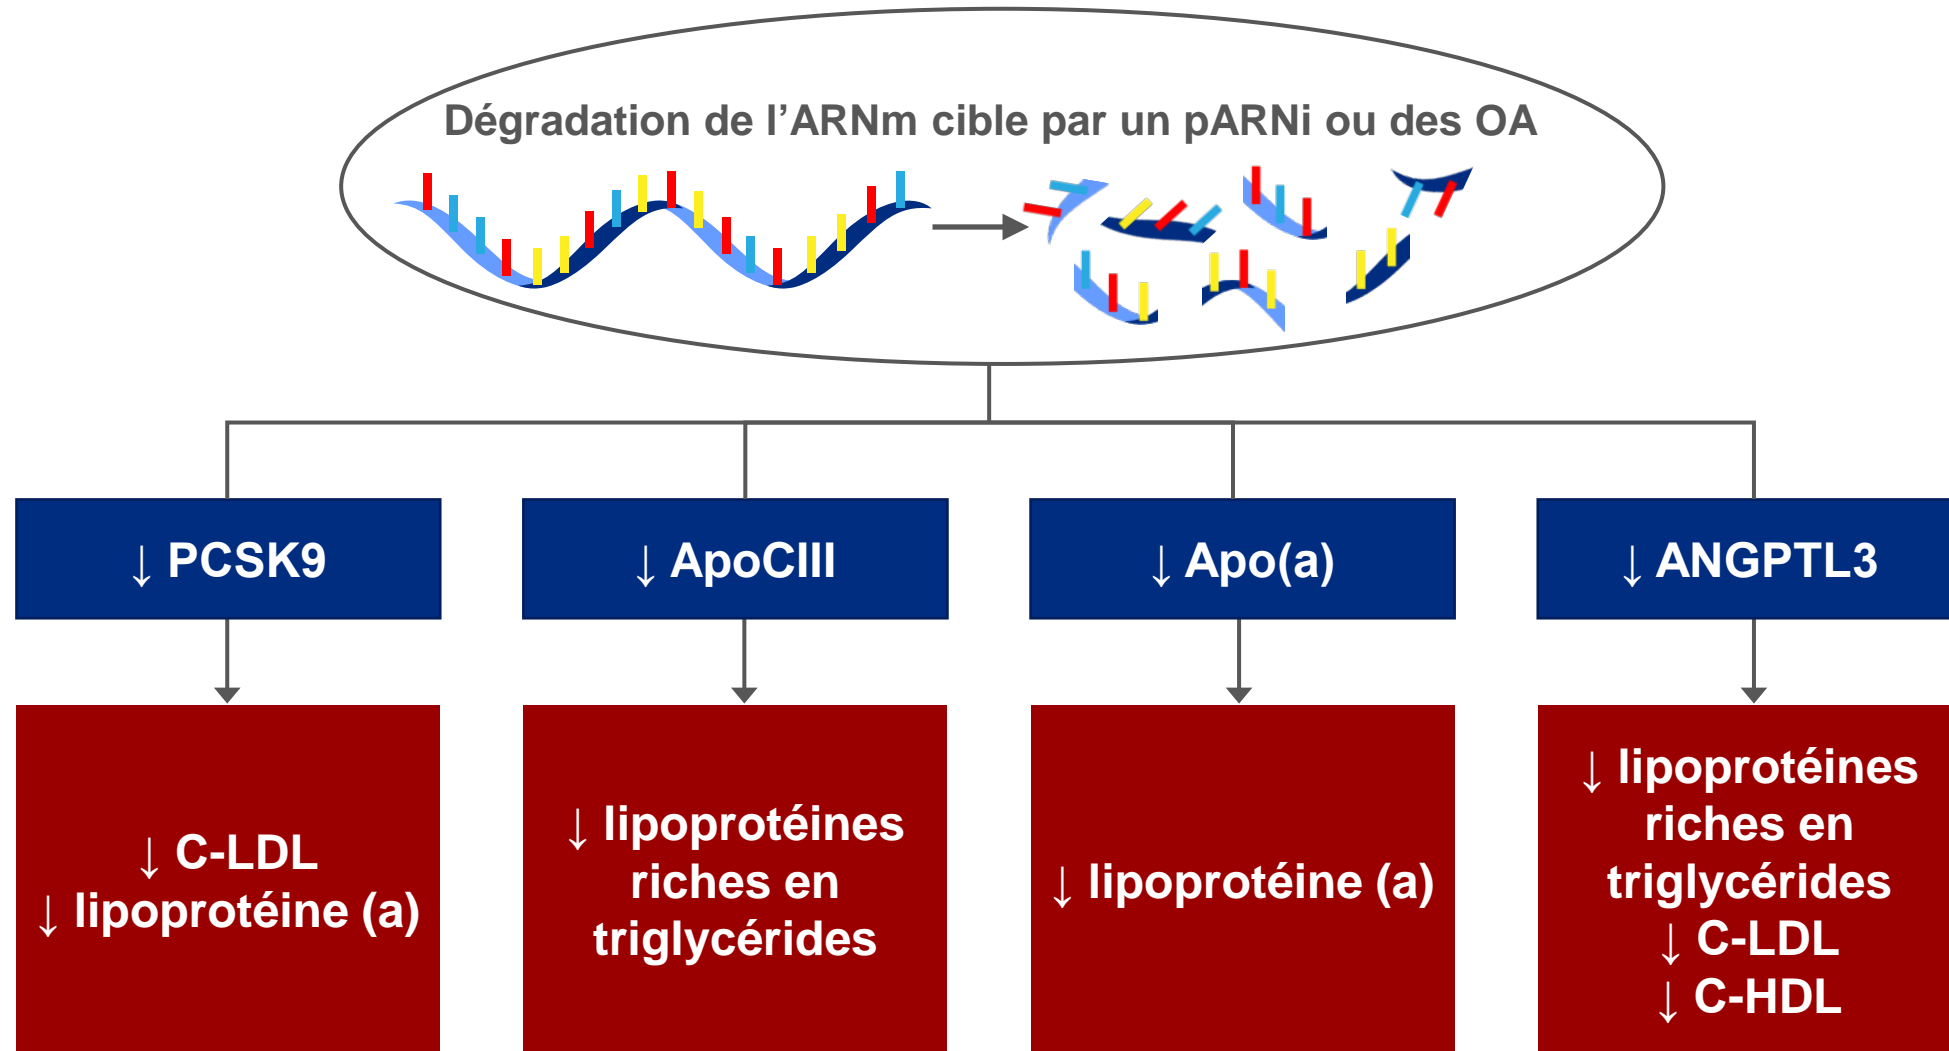 Dégradation de l’ARNm cible par un pARNi ou des OA
↓ PCSK9
↓ ApoCIII
↓ Apo(a)
↓ ANGPTL3
↓ C-LDL
↓ lipoprotéine (a)
↓ lipoprotéines
riches en
triglycérides
↓ lipoprotéine (a)
↓ lipoprotéines
riches en
triglycérides
↓ C-LDL
↓ C-HDL